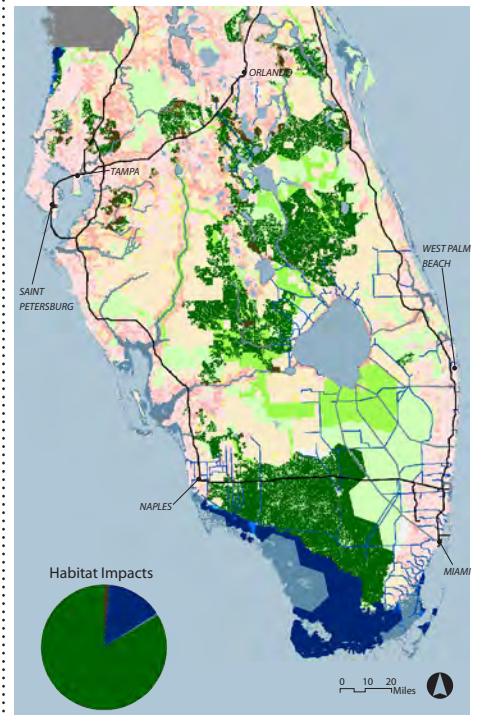 ORLANDO
TAMPA
WEST PALM
BEACH
SAINT
PETERSBURG
NAPLES
MIAMI
Habitat Impacts
0 10 20
Miles